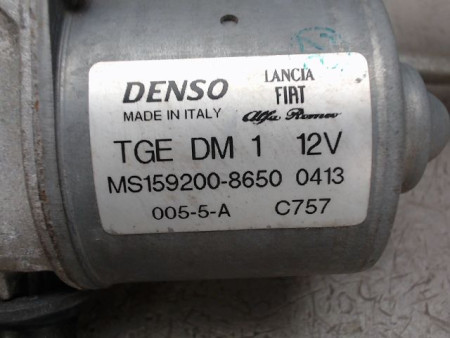 DENSO LANCIA
MADE IN ITALY FIAT
Alfa Romeo
TGE DM 1 12V
MS159200-8650 0413
005-5-A C757